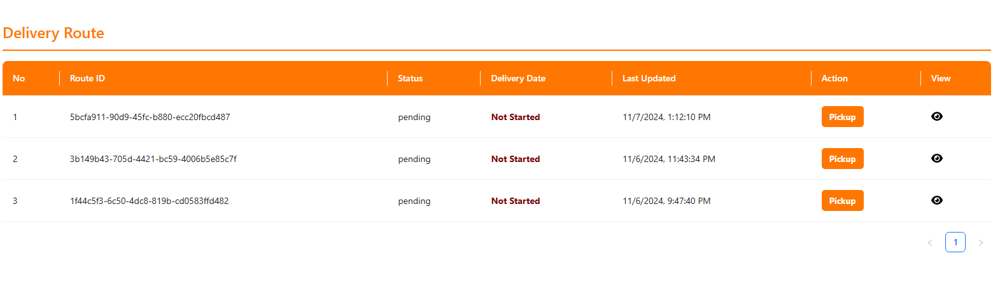 Delivery Route
No Route ID Status Delivery Date Last Updated Action View
1 5bcfa911-90d9-45fc-b880-ecc20fbcd487 pending Not Started 11/7/2024, 1:12:10 PM Pickup
2 3b149b43-705d-4421-bc59-4006b5e85c7f pending Not Started 11/6/2024, 11:43:34 PM Pickup
3 1f44c5f3-6c50-4dc8-819b-cd0583ffd482 pending Not Started 11/6/2024, 9:47:40 PM Pickup
< 1 >